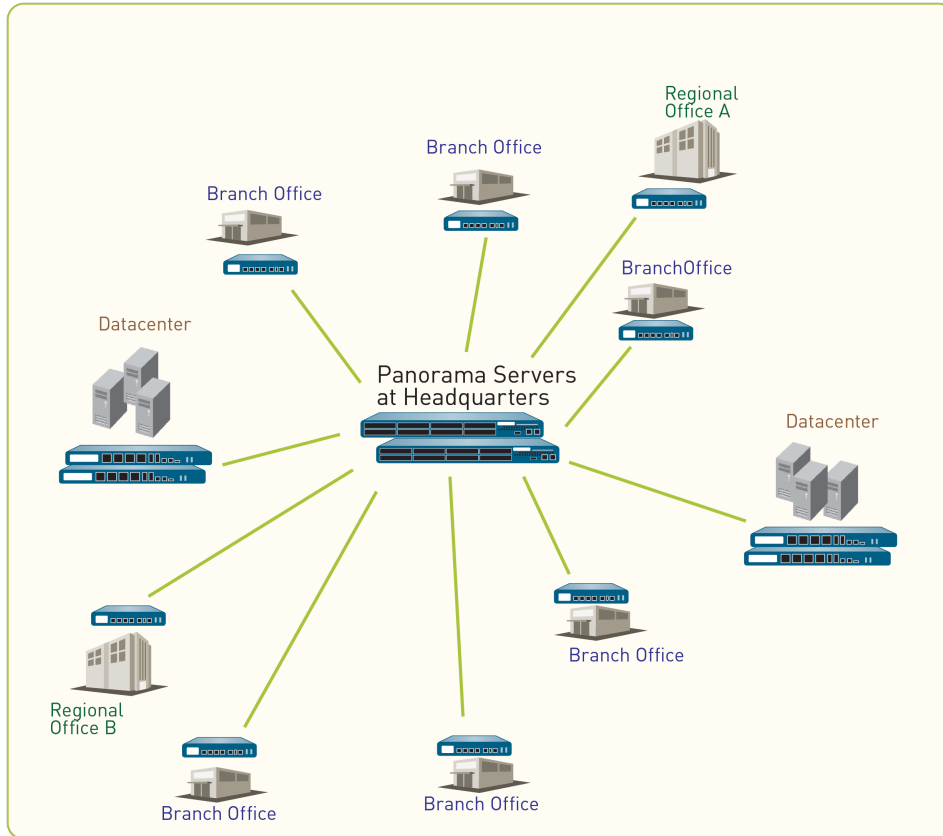 Regional
Office A
Branch Office
Branch Office
BranchOffice
Datacenter
Panorama Servers
at Headquarters
Datacenter
Branch Office
Regional
Office B
Branch Office
Branch Office